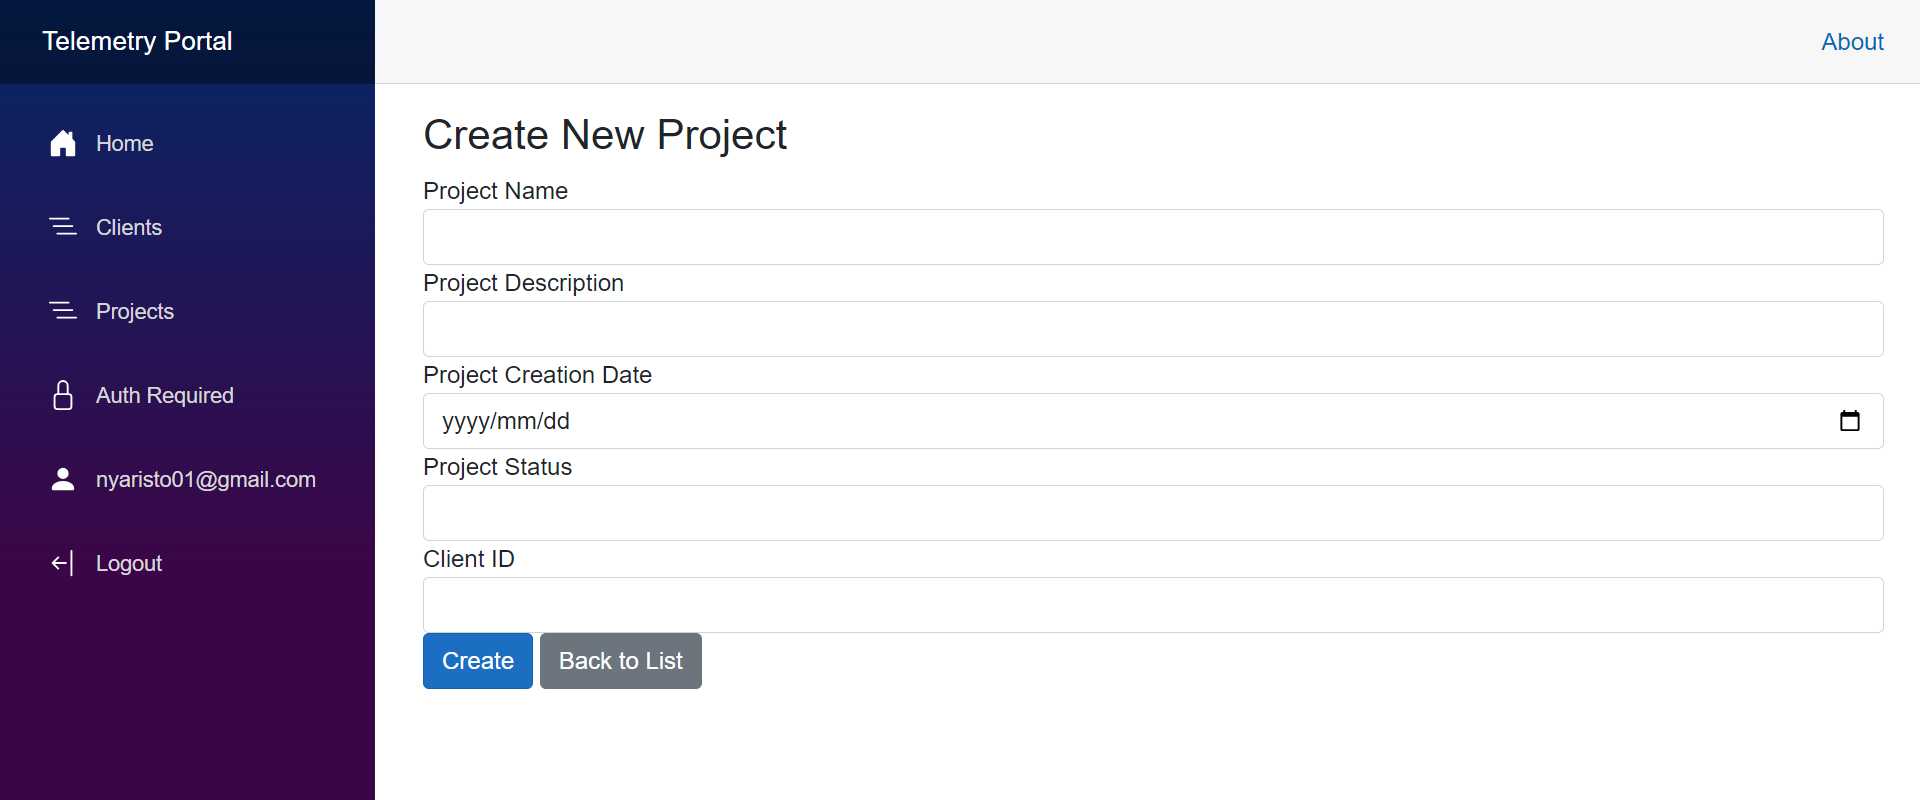 Telemetry Portal
About
Home
Clients
Projects
Auth Required
nyaristo01@gmail.com
Logout
Create New Project
Project Name
Project Description
Project Creation Date
yyyy/mm/dd
Project Status
Client ID
Create Back to List